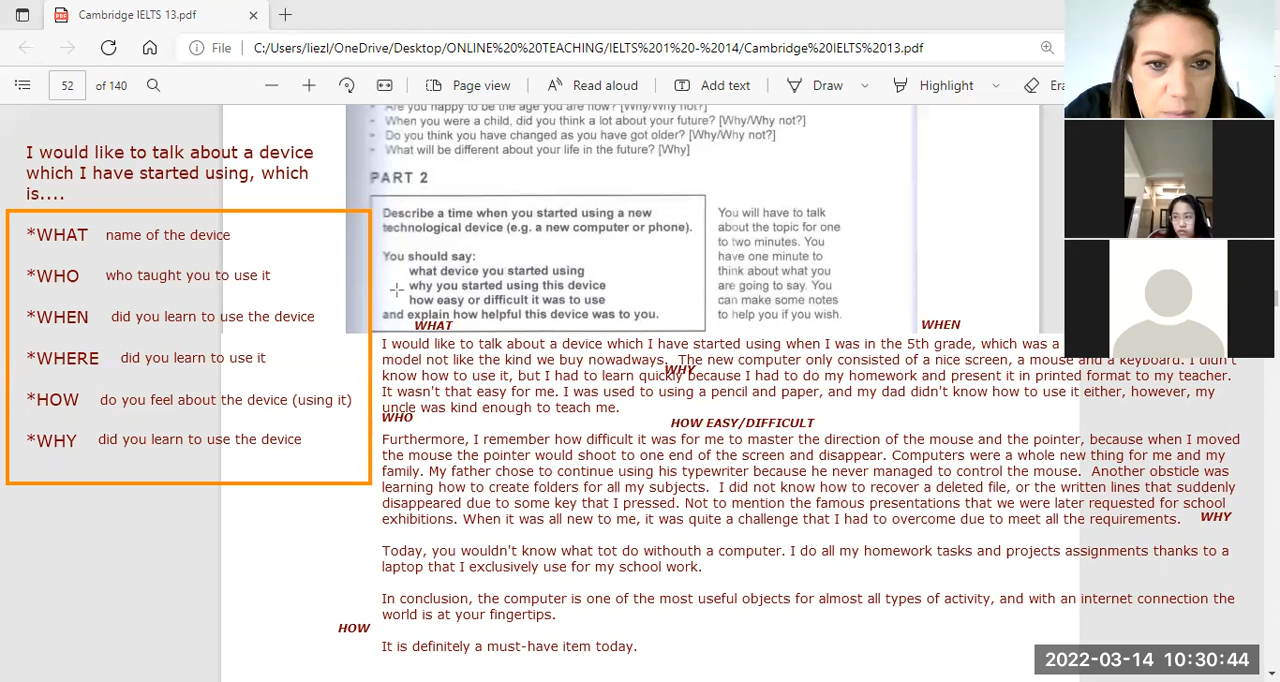 Cambridge IELTS 13.pdf
File C:/Users/liezl/OneDrive/Desktop/ONLINE%20%20TEACHING/IELTS%201%20-%2014/Cambridge%20IELTS%2013.pdf
52 of 140 Page view Read aloud Add text Draw Highlight Era
- Are you happy to be the age you are now? [Why/Why not?]
- When you were a child, did you think a lot about your future? [Why/Why not?]
- Do you think you have changed as you have got older? [Why/Why not?]
- What will be different about your life in the future? [Why]
PART 2
Describe a time when you started using a new
technological device (e.g. a new computer or phone).
You should say:
what device you started using
why you started using this device
how easy or difficult it was to use
and explain how helpful this device was to you.
You will have to talk
about the topic for one
to two minutes. You
have one minute to
think about what you
are going to say. You
can make some notes
to help you if you wish.
I would like to talk about a device
which I have started using, which
is....
*WHAT name of the device
*WHO who taught you to use it
*WHEN did you learn to use the device
*WHERE did you learn to use it
*HOW do you feel about the device (using it)
*WHY did you learn to use the device
WHAT WHEN
I would like to talk about a device which I have started using when I was in the 5th grade, which was a
model not like the kind we buy nowadays. The new computer only consisted of a nice screen, a mouse and a keyboard. I didn't
WHY
know how to use it, but I had to learn quickly because I had to do my homework and present it in printed format to my teacher.
It wasn't that easy for me. I was used to using a pencil and paper, and my dad didn't know how to use it either, however, my
uncle was kind enough to teach me.
WHO HOW EASY/DIFFICULT
Furthermore, I remember how difficult it was for me to master the direction of the mouse and the pointer, because when I moved
the mouse the pointer would shoot to one end of the screen and disappear. Computers were a whole new thing for me and my
family. My father chose to continue using his typewriter because he never managed to control the mouse. Another obsticle was
learning how to create folders for all my subjects. I did not know how to recover a deleted file, or the written lines that suddenly
disappeared due to some key that I pressed. Not to mention the famous presentations that we were later requested for school
exhibitions. When it was all new to me, it was quite a challenge that I had to overcome due to meet all the requirements. WHY
Today, you wouldn't know what tot do withouth a computer. I do all my homework tasks and projects assignments thanks to a
laptop that I exclusively use for my school work.
In conclusion, the computer is one of the most useful objects for almost all types of activity, and with an internet connection the
world is at your fingertips.
HOW
It is definitely a must-have item today.
2022-03-14 10:30:44